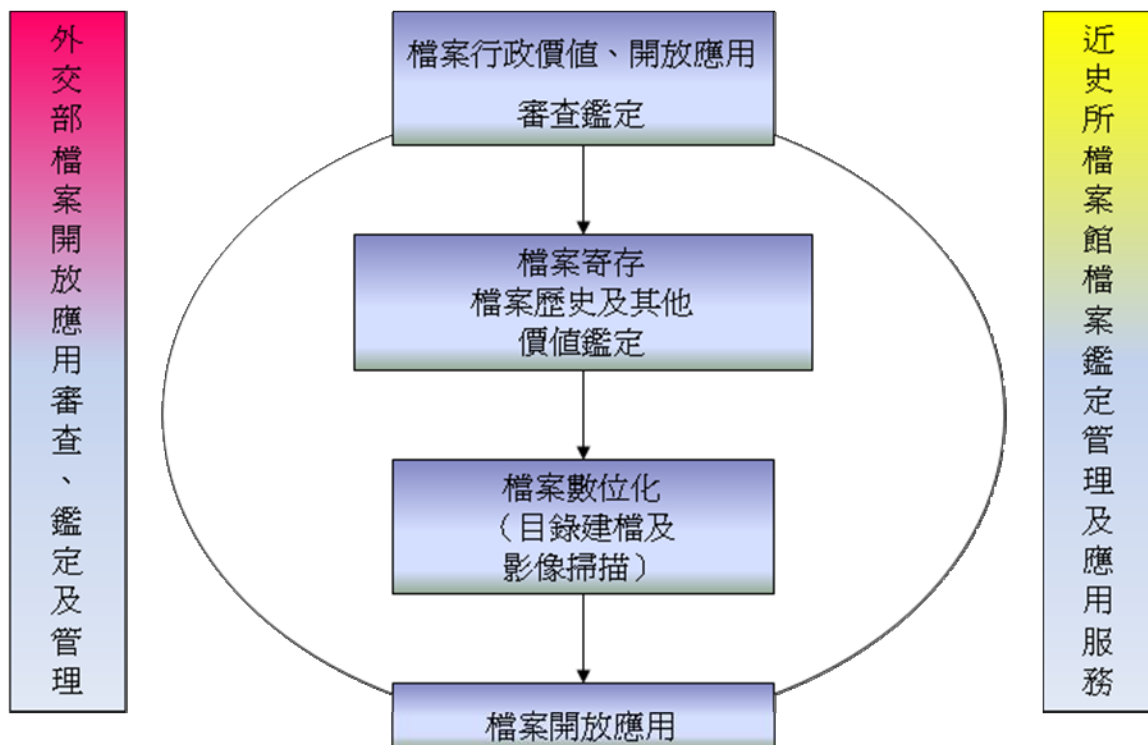 外交部檔案開放應用審查、鑑定及管理
檔案行政價值、開放應用
審查鑑定
檔案寄存
檔案歷史及其他
價值鑑定
檔案數位化
（目錄建檔及
影像掃描）
檔案開放應用
近史所檔案館檔案鑑定管理及應用服務